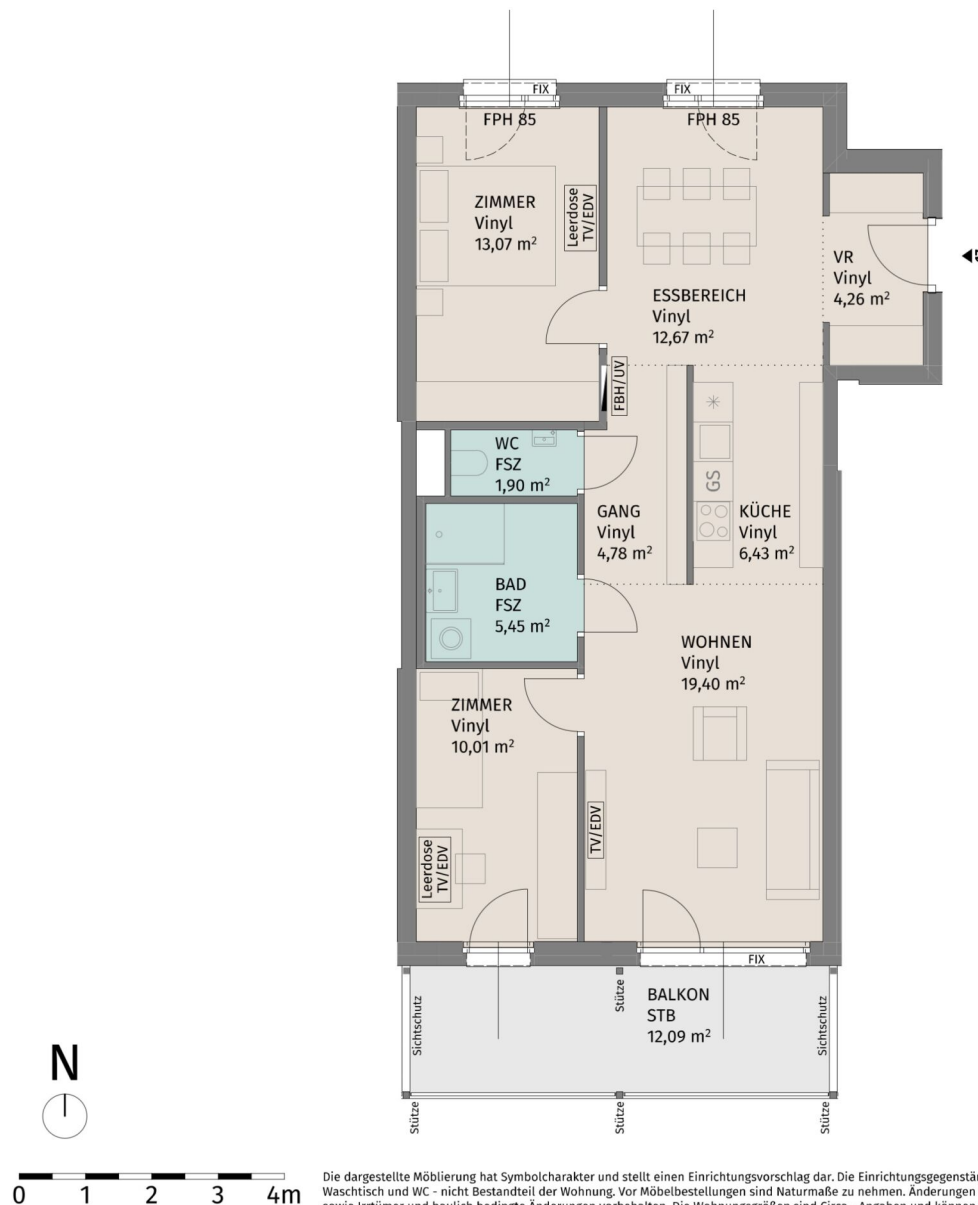 FIX
FIX
FPH 85
FPH 85
ZIMMER
Vinyl
13,07 m²
Leerdose
TV/EDV
VR
Vinyl
4,26 m²
ESSBEREICH
Vinyl
12,67 m²
FBH/UV
WC
FSZ
1,90 m²
GS
GANG
Vinyl
4,78 m²
KÜCHE
Vinyl
6,43 m²
BAD
FSZ
5,45 m²
WOHNEN
Vinyl
19,40 m²
ZIMMER
Vinyl
10,01 m²
TV/EDV
Leerdose
TV/EDV
FIX
BALKON
STB
12,09 m²
Sichtschutz
Stütze
Sichtschutz
Stütze
Stütze
Stütze
N
0 1 2 3 4m
Die dargestellte Möblierung hat Symbolcharakter und stellt einen Einrichtungsvorschlag dar. Die
Waschtisch und WC - nicht Bestandteil der Wohnung. Vor Möbelbestellungen sind Naturmaße zu nehmen. Änderungen